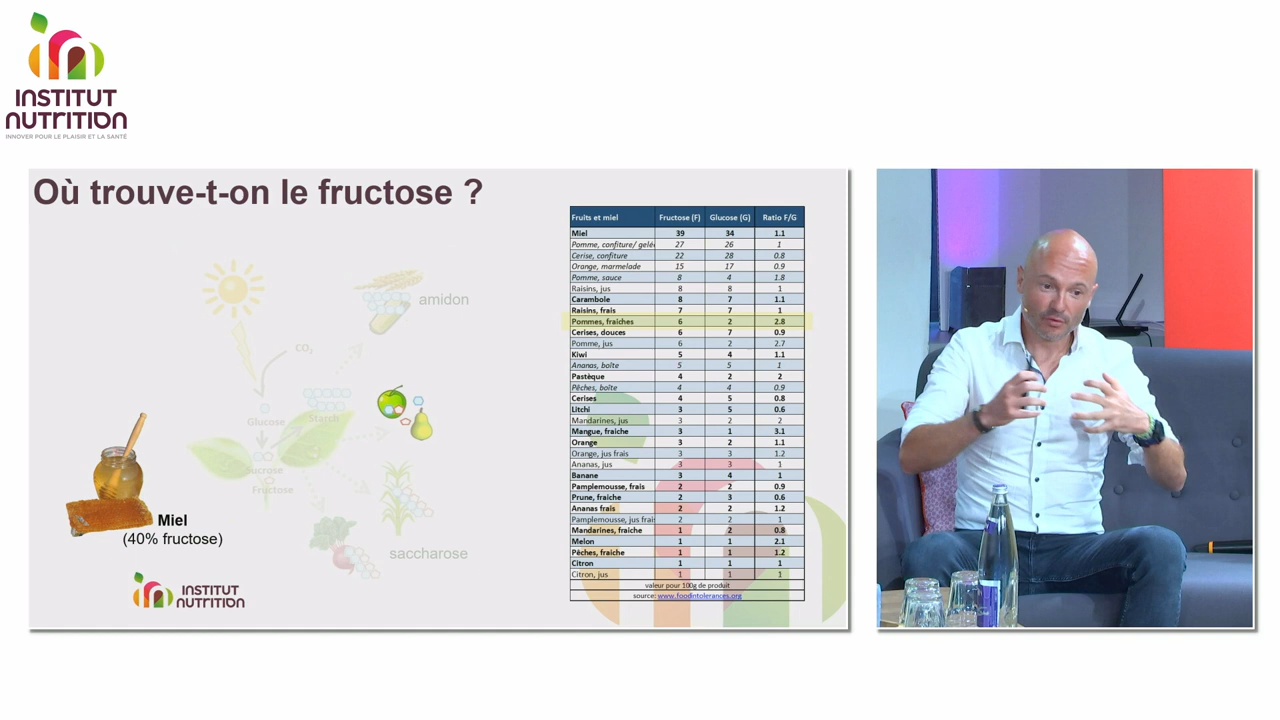 INSTITUT
NUTRITION
INNOVER POUR LE PLAISIR ET LA SANTÉ
Où trouve-t-on le fructose ?
amidon
CO₂
Glucose
Starch
Sucrose
Fructose
Miel
(40% fructose)
saccharose
INSTITUT
NUTRITION
Fruits et miel Fructose (F) Glucose (G) Ratio F/G
Miel 39 34 1.1
Pomme, confiture/ gelé 27 26 1
Cerise, confiture 22 28 0.8
Orange, marmelade 15 17 0.9
Pomme, sauce 8 4 1.8
Raisins, jus 8 8 1
Carambole 8 7 1.1
Raisins, frais 7 7 1
Pommes, fraiches 6 2 2.8
Cerises, douces 6 7 0.9
Pomme, jus 6 2 2.7
Kiwi 5 4 1.1
Ananas, boîte 5 5 1
Pastèque 4 2 2
Pêches, boîte 4 4 0.9
Cerises 4 5 0.8
Litchi 3 5 0.6
Mandarines, jus 3 2 2
Mangue, fraiche 3 1 3.1
Orange 3 2 1.1
Orange, jus frais 3 3 1.2
Ananas, jus 3 3 1
Banane 3 4 1
Pamplemousse, frais 2 2 0.9
Prune, fraiche 2 3 0.6
Ananas frais 2 2 1.2
Pamplemousse, jus frais 2 2 1
Mandarines, fraiche 1 2 0.8
Melon 1 1 2.1
Pêches, fraiche 1 1 1.2
Citron 1 1 1
Citron, jus 1 1 1
valeur pour 100g de produit
source: www.foodintolerances.org